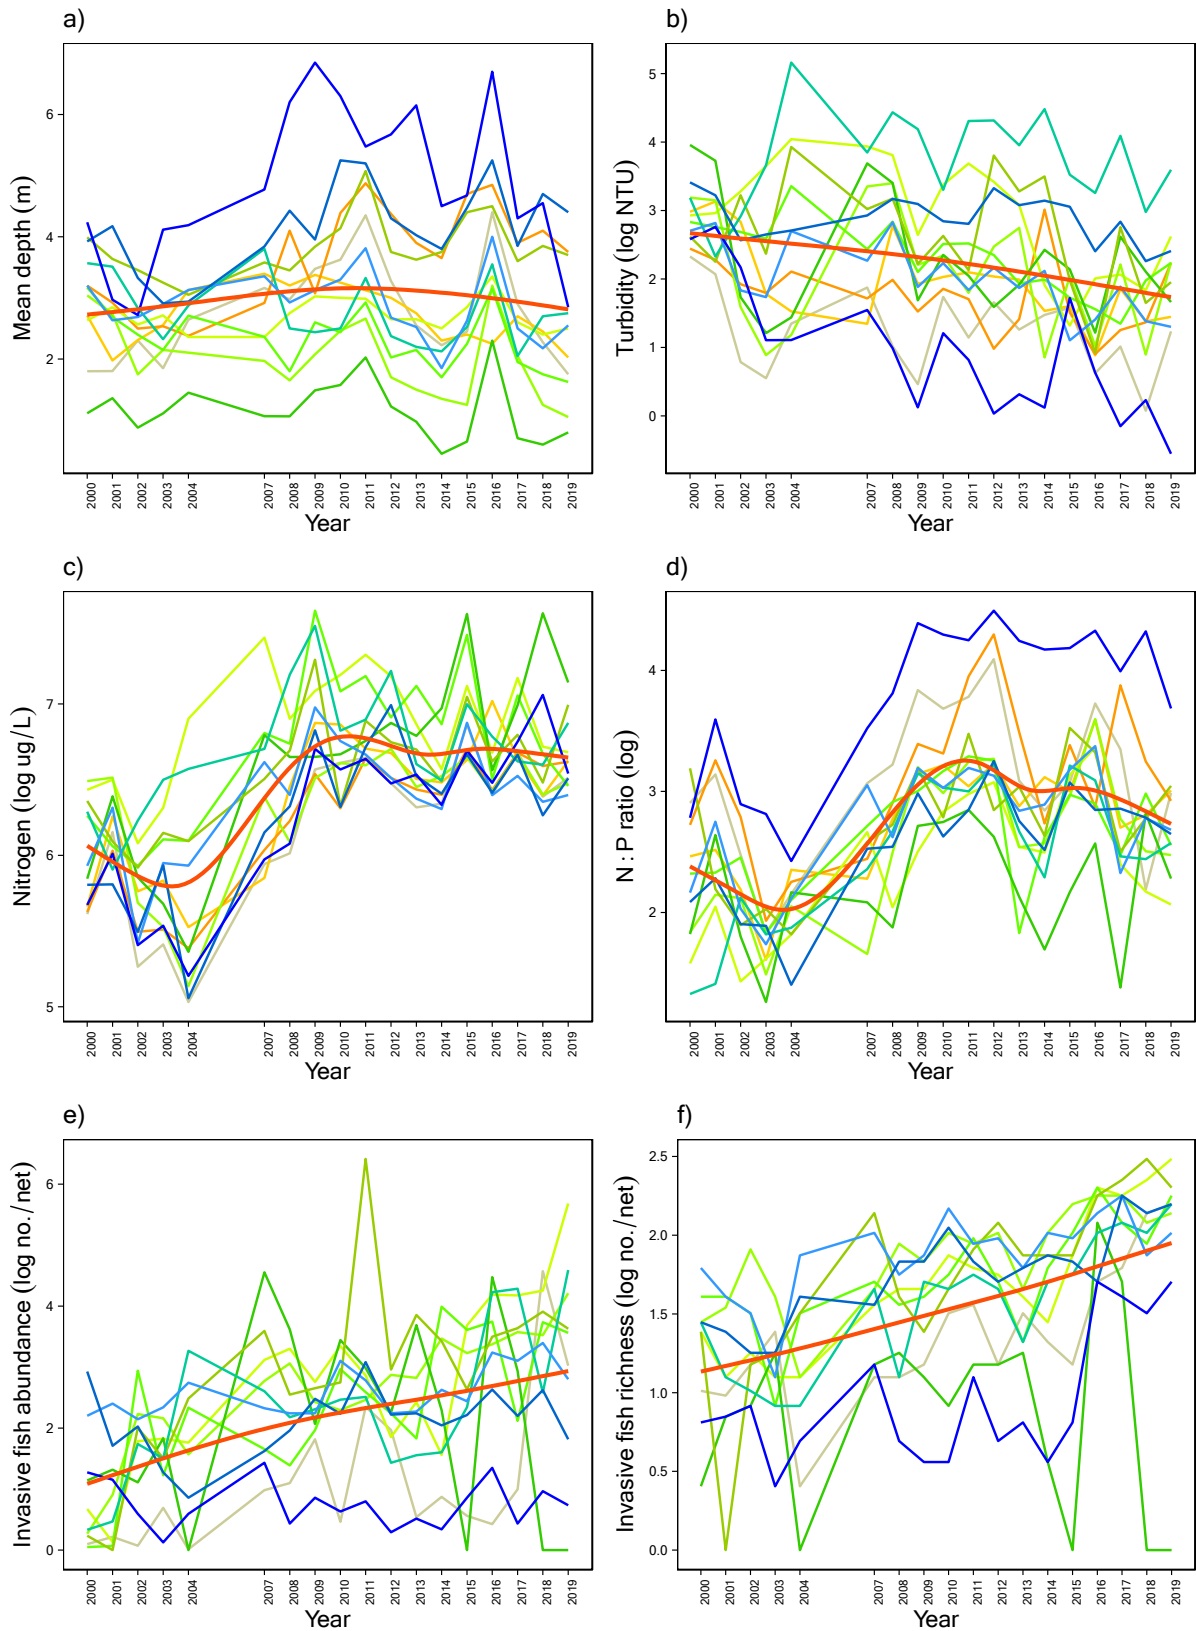 a)
Mean depth (m)
6
4
2
2000 2001 2002 2003 2004 2007 2008 2009 2010 2011 2012 2013 2014 2015 2016 2017 2018 2019
Year
b)
Turbidity (log NTU)
5
4
3
2
1
0
2000 2001 2002 2003 2004 2007 2008 2009 2010 2011 2012 2013 2014 2015 2016 2017 2018 2019
Year
c)
Nitrogen (log ug/L)
7
6
5
2000 2001 2002 2003 2004 2007 2008 2009 2010 2011 2012 2013 2014 2015 2016 2017 2018 2019
Year
d)
N : P ratio (log)
4
3
2
2000 2001 2002 2003 2004 2007 2008 2009 2010 2011 2012 2013 2014 2015 2016 2017 2018 2019
Year
e)
Invasive fish abundance (log no./net)
6
4
2
0
2000 2001 2002 2003 2004 2007 2008 2009 2010 2011 2012 2013 2014 2015 2016 2017 2018 2019
Year
f)
Invasive fish richness (log no./net)
2.5
2.0
1.5
1.0
0.5
0.0
2000 2001 2002 2003 2004 2007 2008 2009 2010 2011 2012 2013 2014 2015 2016 2017 2018 2019
Year